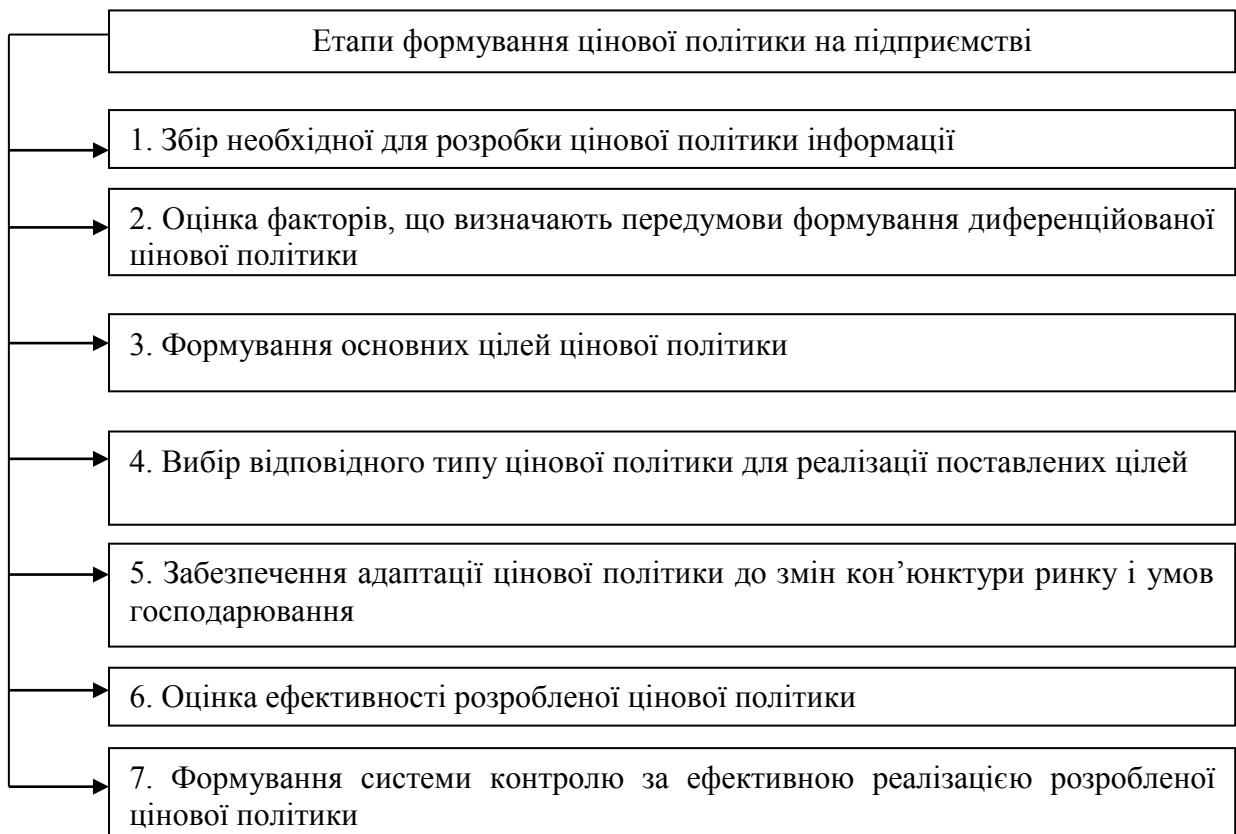 Етапи формування цінової політики на підприємстві
1. Збір необхідної для розробки цінової політики інформації
2. Оцінка факторів, що визначають передумови формування диференційованої
цінової політики
3. Формування основних цілей цінової політики
4. Вибір відповідного типу цінової політики для реалізації поставлених цілей
5. Забезпечення адаптації цінової політики до змін кон’юнктури ринку і умов
господарювання
6. Оцінка ефективності розробленої цінової політики
7. Формування системи контролю за ефективною реалізацією розробленої
цінової політики